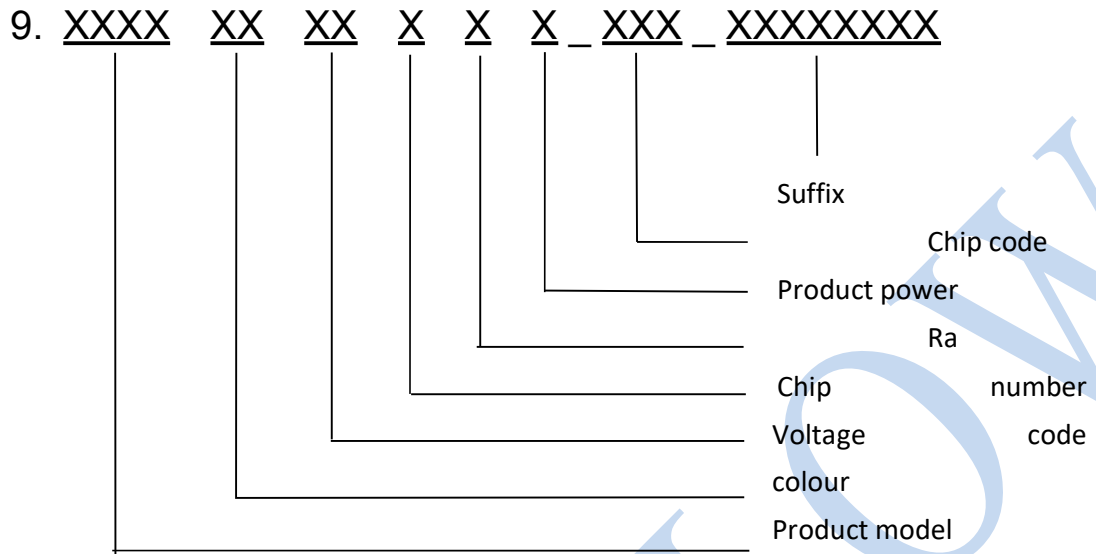 9. XXXX XX XX X X X _ XXX _ XXXXXXXX
Suffix
Chip code
Product power
Ra
Chip number
Voltage code
colour
Product model